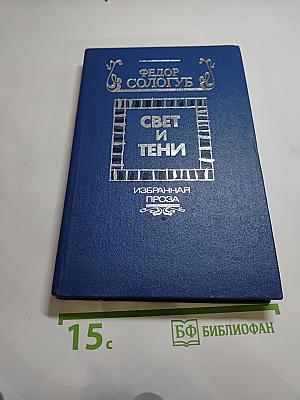 ФЕДОР
СОЛОГУБ
СВЕТ
И
ТЕНИ
ИЗБРАННАЯ
ПРОЗА
15с
БФ БИБЛИОФАН